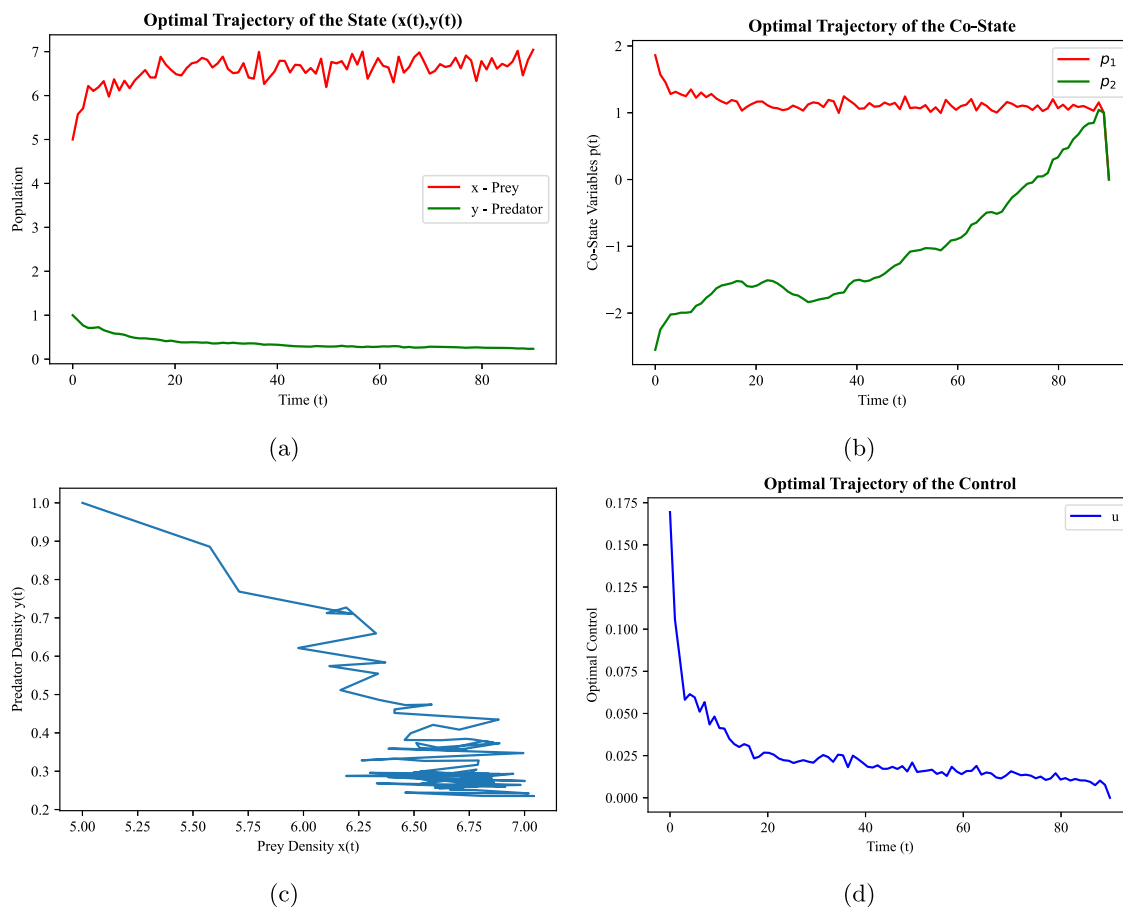 Optimal Trajectory of the State (x(t),y(t))
Population
7
6
5
4
3
2
1
0
x - Prey
y - Predator
0 20 40 60 80
Time (t)
(a)
Optimal Trajectory of the Co-State
Co-State Variables p(t)
2
1
0
−1
−2
p₁
p₂
0 20 40 60 80
Time (t)
(b)
Predator Density y(t)
1.0
0.9
0.8
0.7
0.6
0.5
0.4
0.3
0.2
5.00 5.25 5.50 5.75 6.00 6.25 6.50 6.75 7.00
Prey Density x(t)
(c)
Optimal Trajectory of the Control
Optimal Control
0.175
0.150
0.125
0.100
0.075
0.050
0.025
0.000
u
0 20 40 60 80
Time (t)
(d)